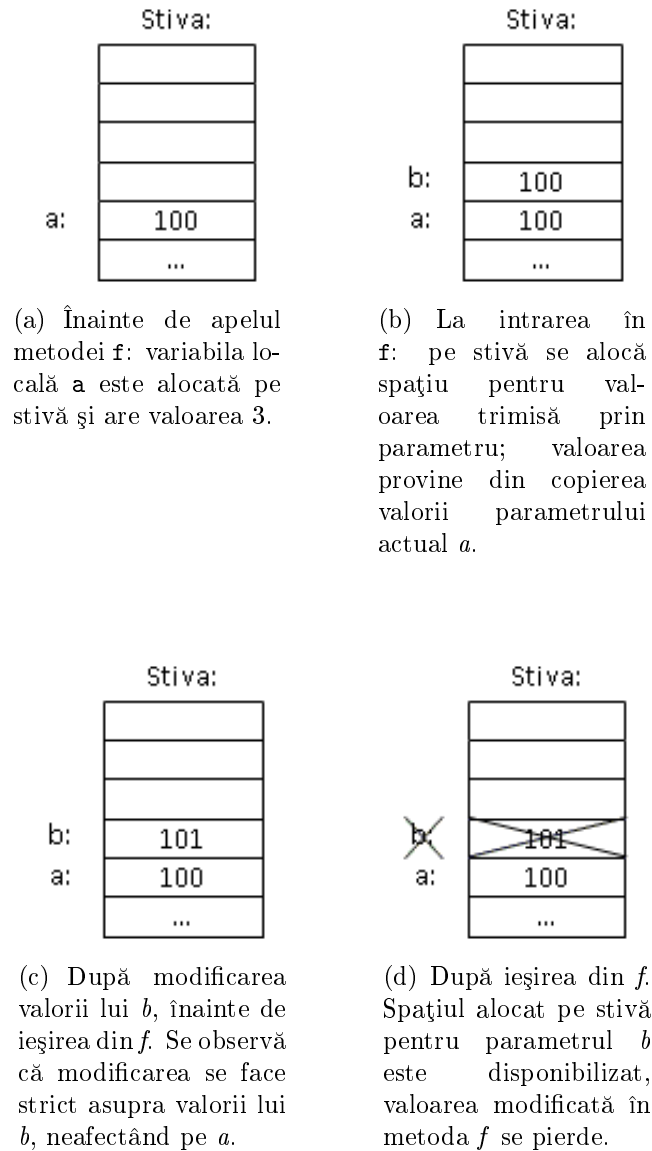 Stiva:
a:
100
...
(a) Înainte de apelul
metodei f: variabila lo-
cală a este alocată pe
stivă şi are valoarea 3.
Stiva:
b:
100
a:
100
...
(b) La intrarea în
f: pe stivă se alocă
spaţiu pentru val-
oarea trimisă prin
parametru; valoarea
provine din copierea
valorii parametrului
actual a.
Stiva:
b:
101
a:
100
...
(c) După modificarea
valorii lui b, înainte de
ieşirea din f. Se observă
că modificarea se face
strict asupra valorii lui
b, neafectând pe a.
Stiva:
b:
101
a:
100
...
(d) După ieşirea din f.
Spaţiul alocat pe stivă
pentru parametrul b
este disponibilizat,
valoarea modificată în
metoda f se pierde.